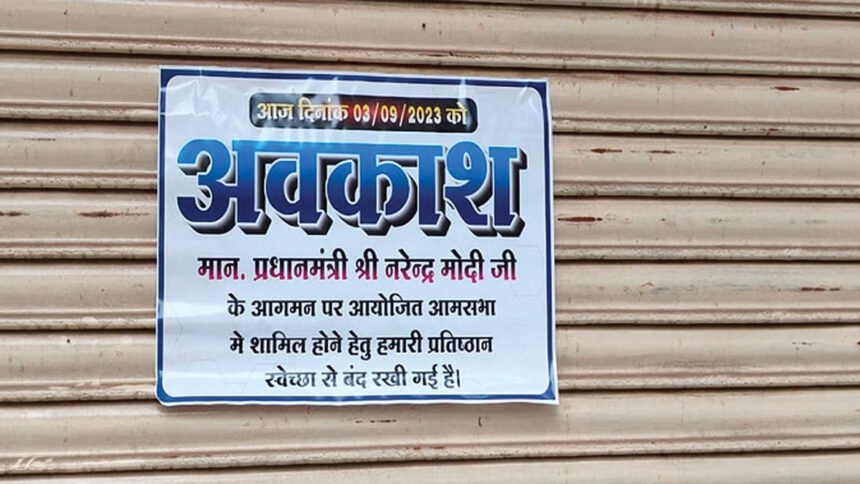 आज दिनांक 03/09/2023 को
अवकाश
मान. प्रधानमंत्री श्री नरेन्द्र मोदी जी
के आगमन पर आयोजित आमसभा
मे शामिल होने हेतु हमारी प्रतिष्ठान
स्वेच्छा से बंद रखी गई है।